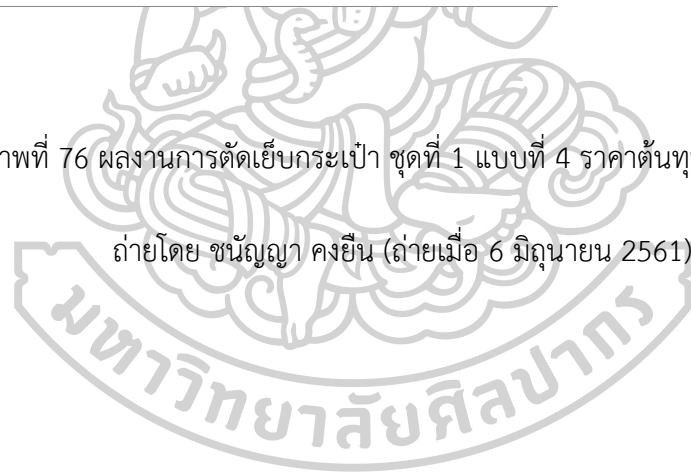 าพที่ 76 ผลงานการตัดเย็บกระเป๋า ชุดที่ 1 แบบที่ 4 ราคาต้นทุ
ถ่ายโดย ชนัญญา คงยืน (ถ่ายเมื่อ 6 มิถุนายน 2561)
มหาวิทยาลัยศิลปากร